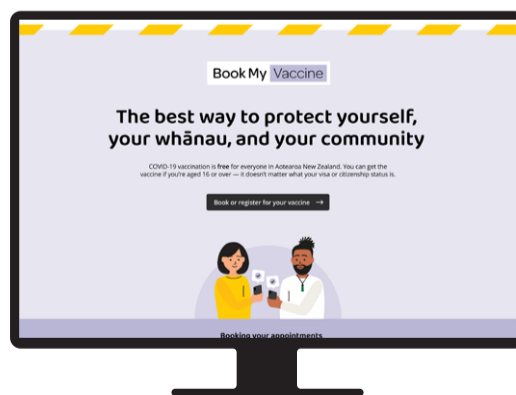 Book My Vaccine
The best way to protect yourself,
your whānau, and your community
COVID-19 vaccination is free for everyone in Aotearoa New Zealand. You can get the
vaccine if you're aged 16 or over — it doesn't matter what your visa or citizenship status is.
Book or register for your vaccine →
Booking your appointments